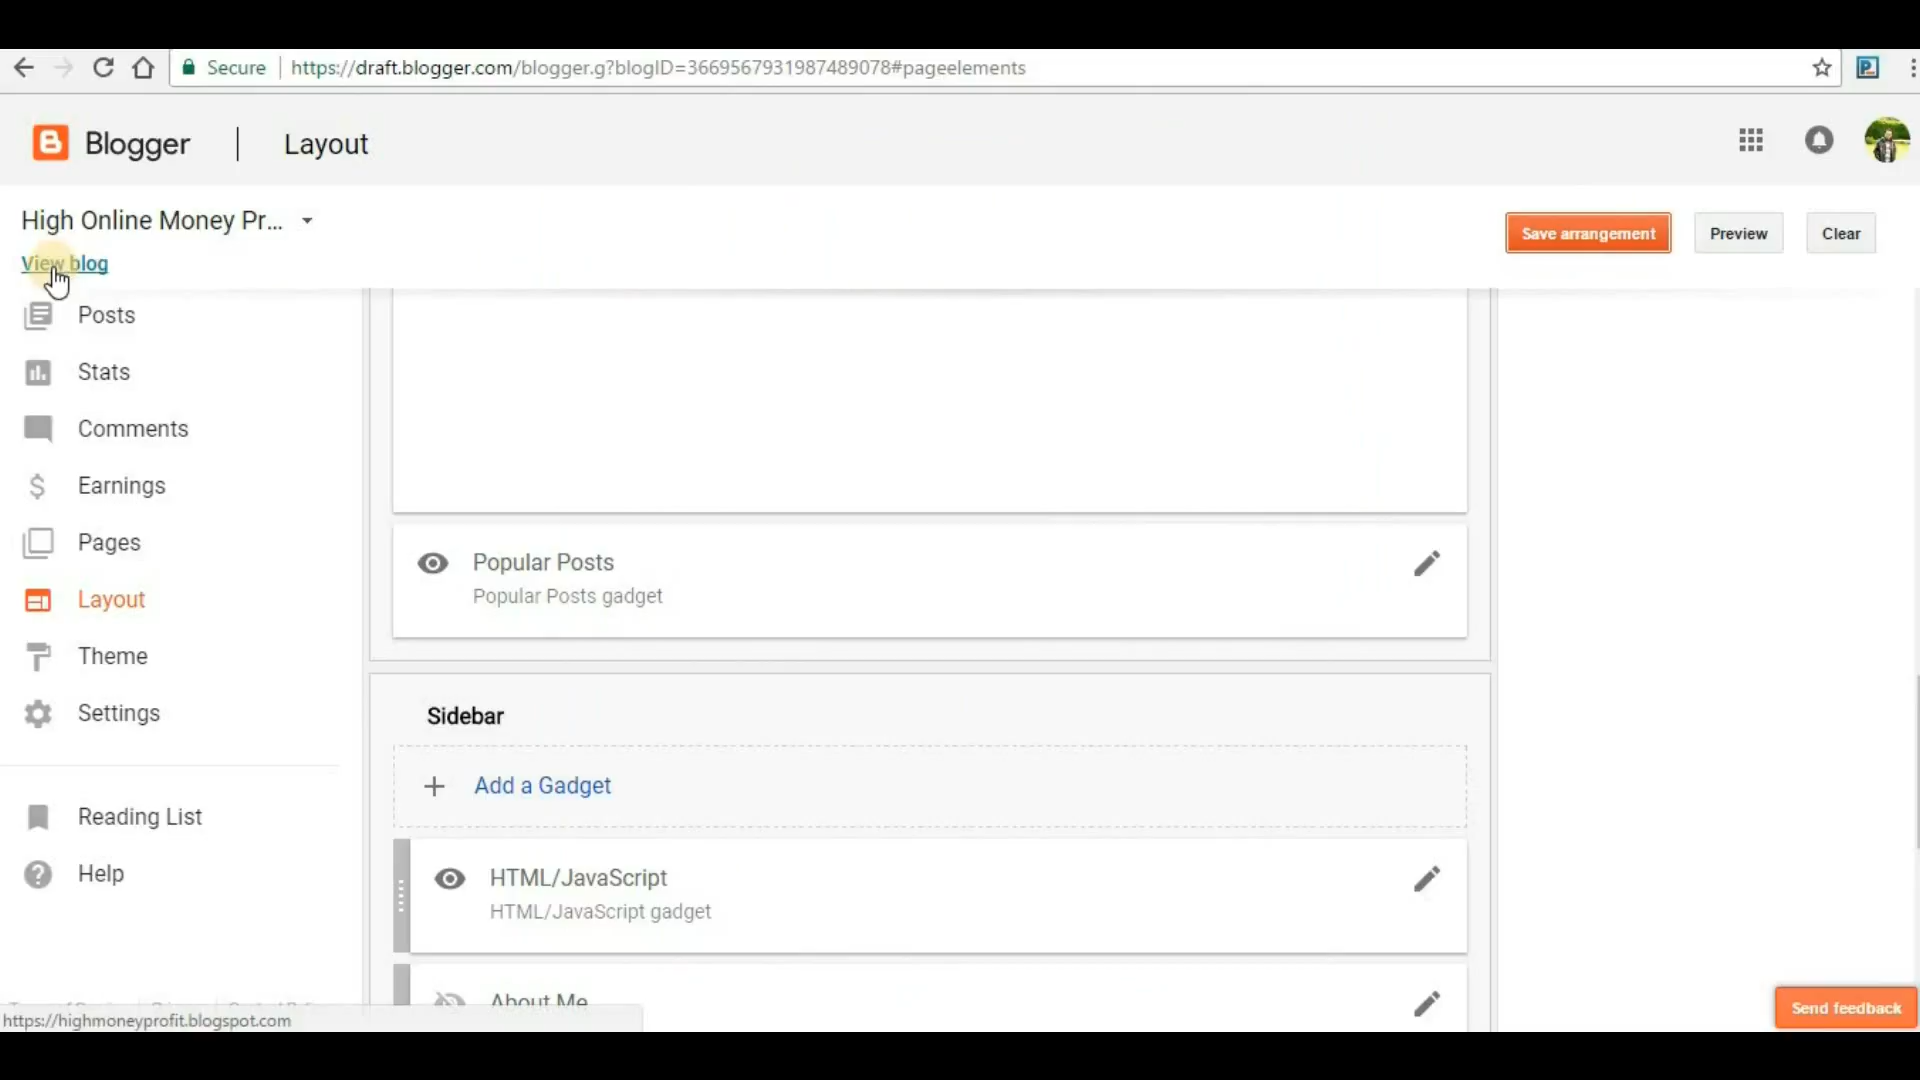 Secure https://draft.blogger.com/blogger.g?blogID=3669567931987489078#pageelements
Blogger Layout
High Online Money Pr...
Save arrangement Preview Clear
View blog
Posts
Stats
Comments
Earnings
Pages
Popular Posts
Popular Posts gadget
Layout
Theme
Settings
Sidebar
Add a Gadget
Reading List
Help
HTML/JavaScript
HTML/JavaScript gadget
About Me
https://highmoneyprofit.blogspot.com
Send feedback